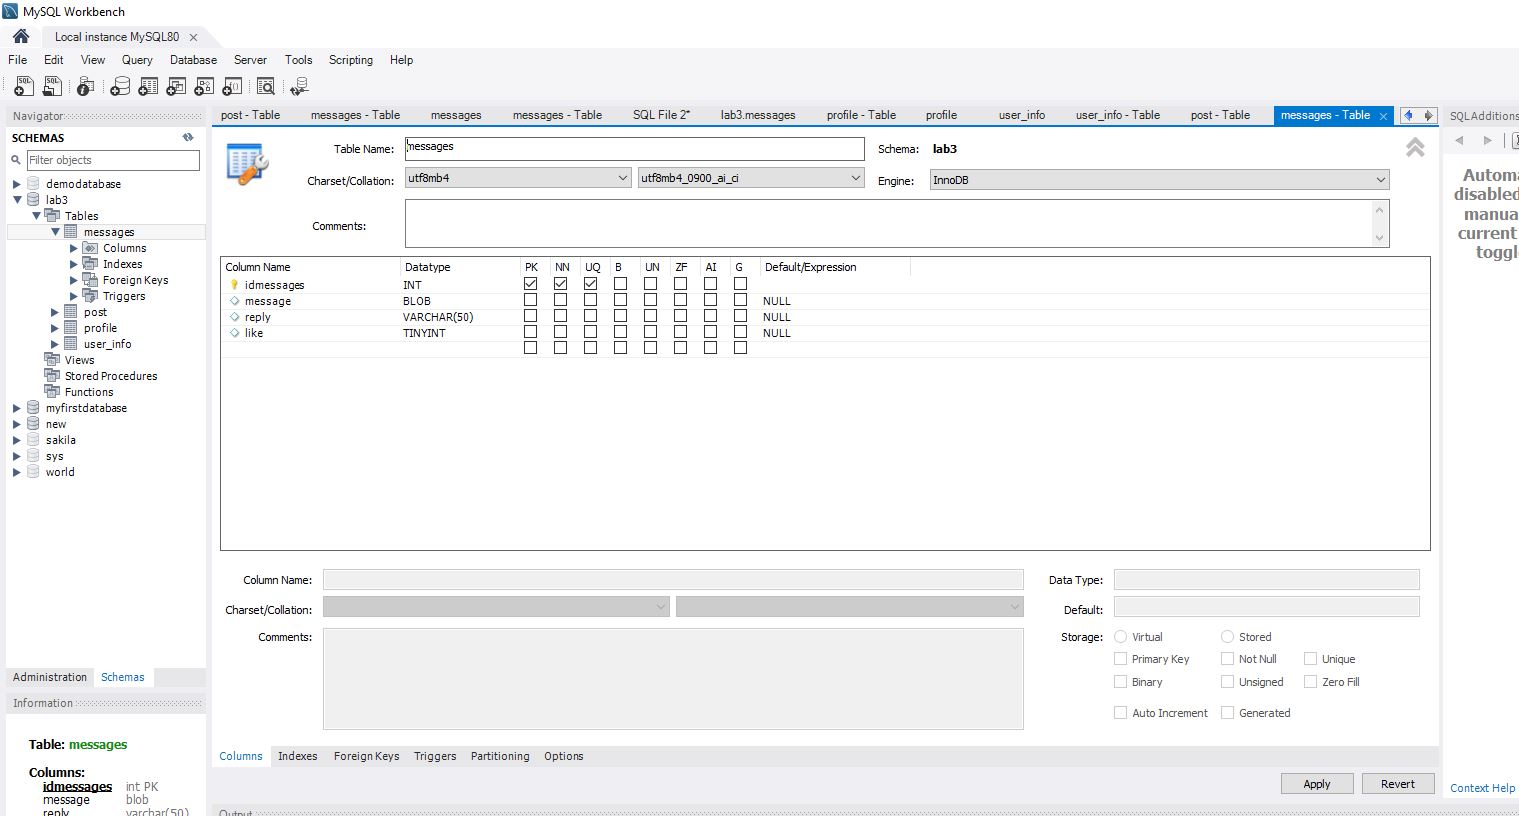 MySQL Workbench
Local instance MySQL80
File Edit View Query Database Server Tools Scripting Help
Navigator
SCHEMAS
Filter objects
demodatabase
lab3
Tables
messages
Columns
Indexes
Foreign Keys
Triggers
post
profile
user_info
Views
Stored Procedures
Functions
myfirstdatabase
new
sakila
sys
world
Administration Schemas
Information
Table: messages
Columns:
idmessages int PK
message blob
reply varchar(50)
post - Table messages - Table messages messages - Table SQL File 2* lab3.messages profile - Table profile user_info user_info - Table post - Table messages - Table
Table Name: messages Schema: lab3
Charset/Collation: utf8mb4 utf8mb4_0900_ai_ci Engine: InnoDB
Comments:
Column Name Datatype PK NN UQ B UN ZF AI G Default/Expression
idmessages INT
message BLOB NULL
reply VARCHAR(50) NULL
like TINYINT NULL
Column Name: Data Type:
Charset/Collation: Default:
Comments: Storage: Virtual Stored
Primary Key Not Null Unique
Binary Unsigned Zero Fill
Auto Increment Generated
Columns Indexes Foreign Keys Triggers Partitioning Options
Apply Revert
Output
SQLAdditions
Automa
disabled
manua
current
toggl
Context Help